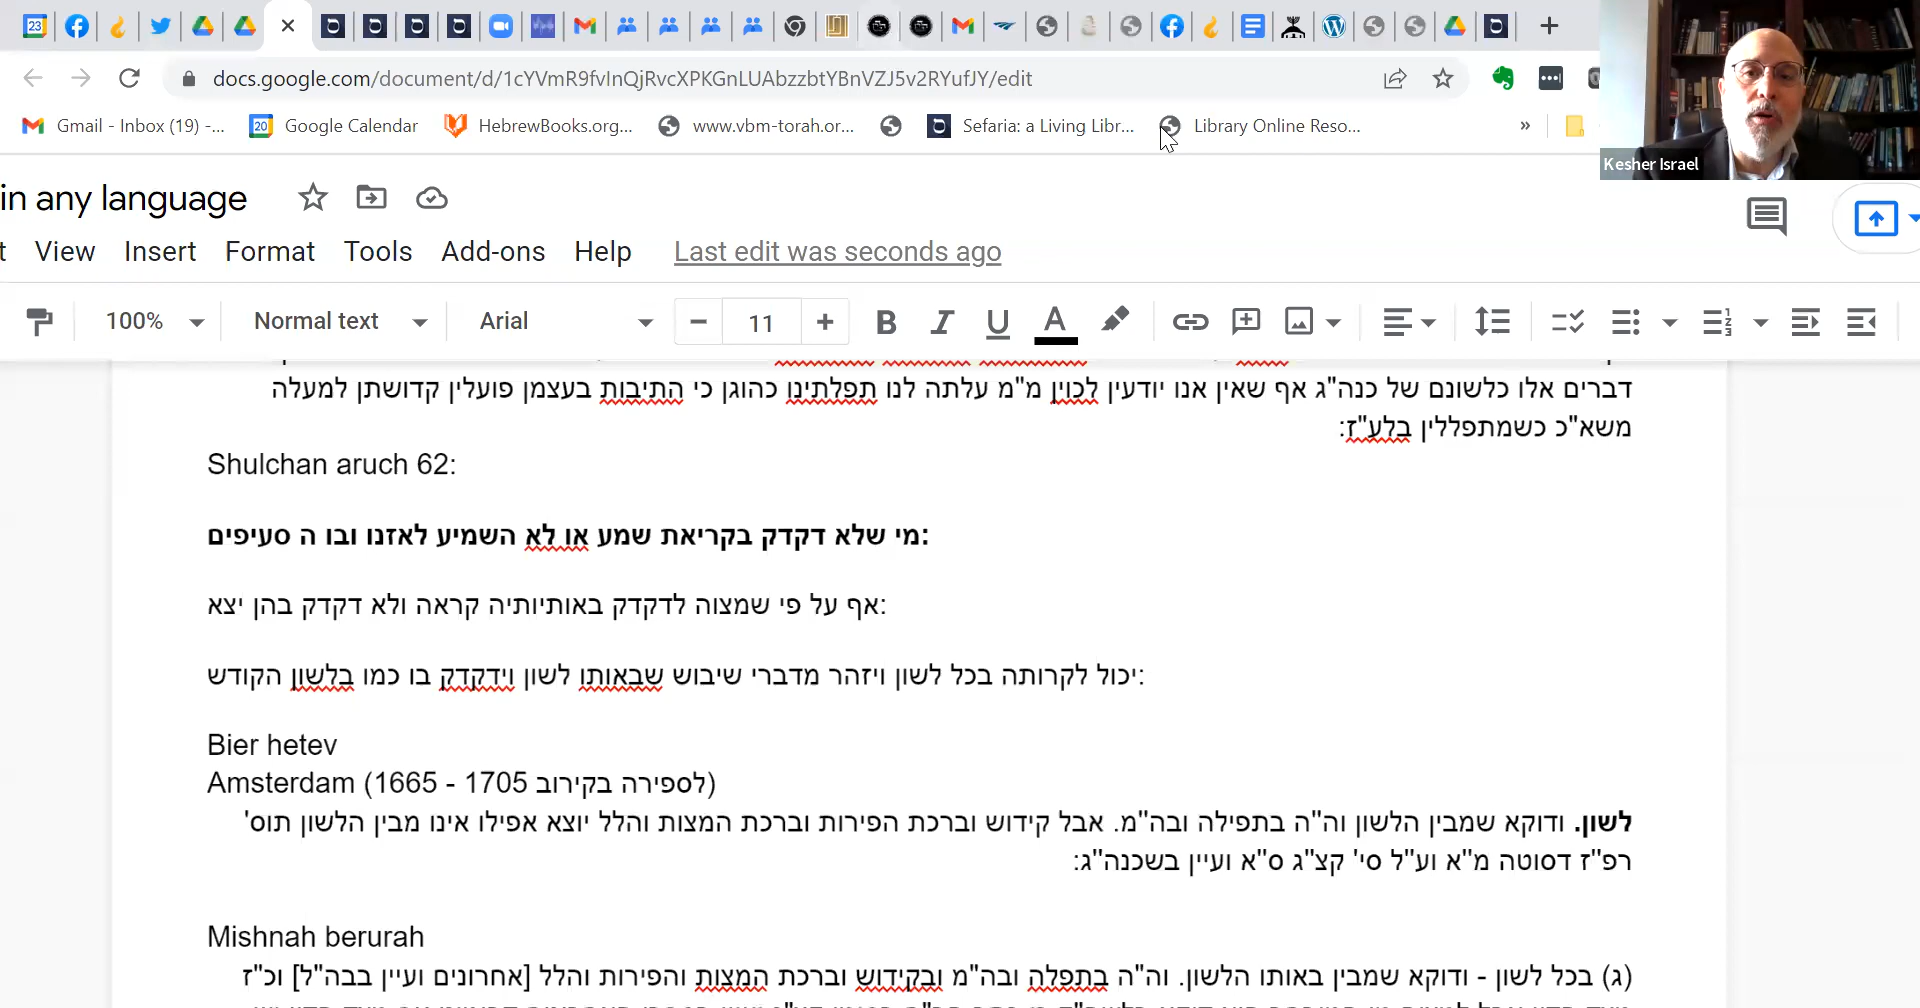 docs.google.com/document/d/1cYVmR9fvInQjRvcXPKGnLUAbzzbtYBnVZJ5v2RYufJY/edit
Gmail - Inbox (19) -... Google Calendar HebrewBooks.org... www.vbm-torah.or... Sefaria: a Living Libr... Library Online Reso... »
Kesher Israel
in any language
t View Insert Format Tools Add-ons Help Last edit was seconds ago
100% Normal text Arial 11
דברים אלו כלשונם של כנה"ג אף שאין אנו יודעין לכוין מ"מ עלתה לנו תפלתינו כהוגן כי התיבות בעצמן פועלין קדושתן למעלה
משא"כ כשמתפללין בלע"ז:
Shulchan aruch 62:
מי שלא דקדק בקריאת שמע או לא השמיע לאזנו ובו ה סעיפים:
אף על פי שמצוה לדקדק באותיותיה קראה ולא דקדק בהן יצא:
יכול לקרותה בכל לשון ויזהר מדברי שיבוש שבאותו לשון וידקדק בו כמו בלשון הקודש:
Bier hetev
Amsterdam (1665 - 1705 לספירה בקירוב)
לשון. ודוקא שמבין הלשון וה"ה בתפילה ובה"מ. אבל קידוש וברכת הפירות וברכת המצות והלל יוצא אפילו אינו מבין הלשון תוס'
רפ"ז דסוטה מ"א וע"ל סי' קצ"ג ס"א ועיין בשכנה"ג:
Mishnah berurah
(ג) בכל לשון - ודוקא שמבין באותו הלשון. וה"ה בתפלה ובה"מ ובקידוש וברכת המצות והפירות והלל [אחרונים ועיין בבה"ל] וכ"ז